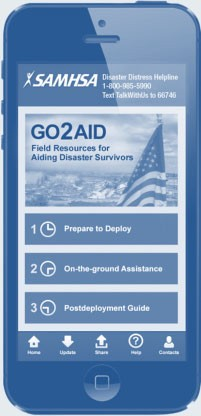 SAMHSA
Disaster Distress Helpline
1-800-985-5990
Text TalkWithUs to 66746
GO2AID
Field Resources for
Aiding Disaster Survivors
1 Prepare to Deploy
2 On-the-ground Assistance
3 Postdeployment Guide
Home Update Share Help Contacts